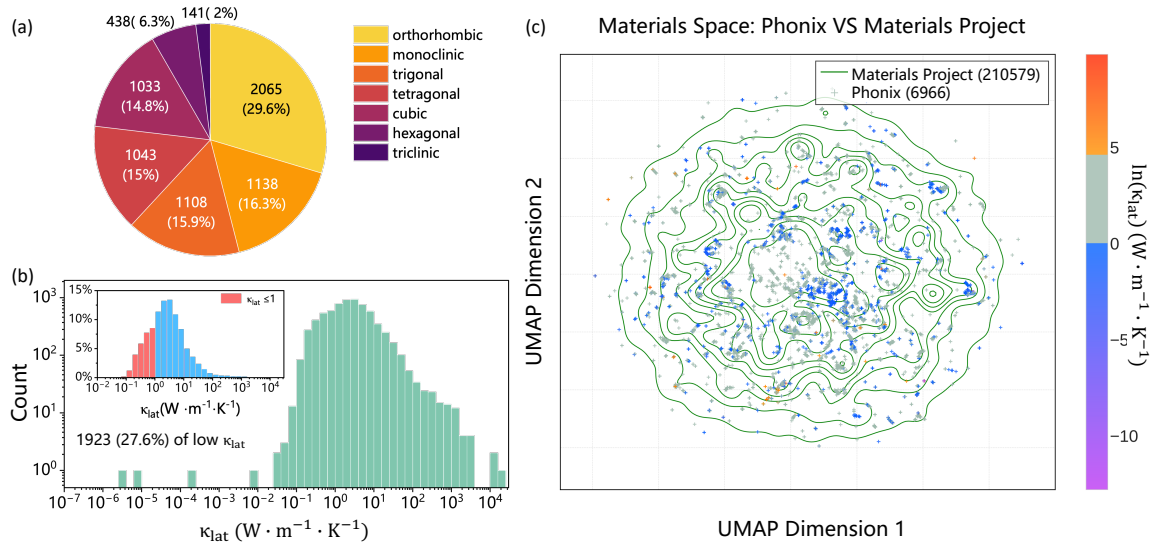 (a)
438( 6.3%)
141( 2%)
2065
(29.6%)
1033
(14.8%)
1043
(15%)
1108
(15.9%)
1138
(16.3%)
orthorhombic
monoclinic
trigonal
tetragonal
cubic
hexagonal
triclinic
(b)
Count
10³
10²
10¹
10⁰
15%
10%
5%
0%
κlat ≤1
10⁻² 10⁻¹ 10⁰ 10¹ 10² 10³ 10⁴
κlat(W ·m⁻¹·K⁻¹)
1923 (27.6%) of low κlat
10⁻⁷ 10⁻⁶ 10⁻⁵ 10⁻⁴ 10⁻³ 10⁻² 10⁻¹ 10⁰ 10¹ 10² 10³ 10⁴
κlat (W · m⁻¹ · K⁻¹)
(c)
Materials Space: Phonix VS Materials Project
Materials Project (210579)
Phonix (6966)
UMAP Dimension 2
UMAP Dimension 1
5
0
−5
−10
ln(κlat) (W · m⁻¹ · K⁻¹)